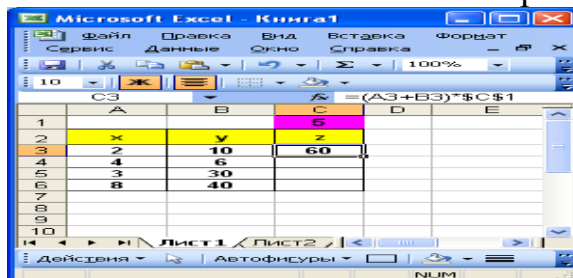 Microsoft Excel - Книга1
Файл Правка Вид Вставка Формат
Сервис Данные Окно Справка
100%
10 Ж
C3 fx =(A3+B3)*$C$1
A B C D E
1 5
2 x y z
3 2 10 60
4 4 6
5 3 30
6 8 40
7
8
9
10
Лист1 Лист2
Действия Автофигуры
NUM